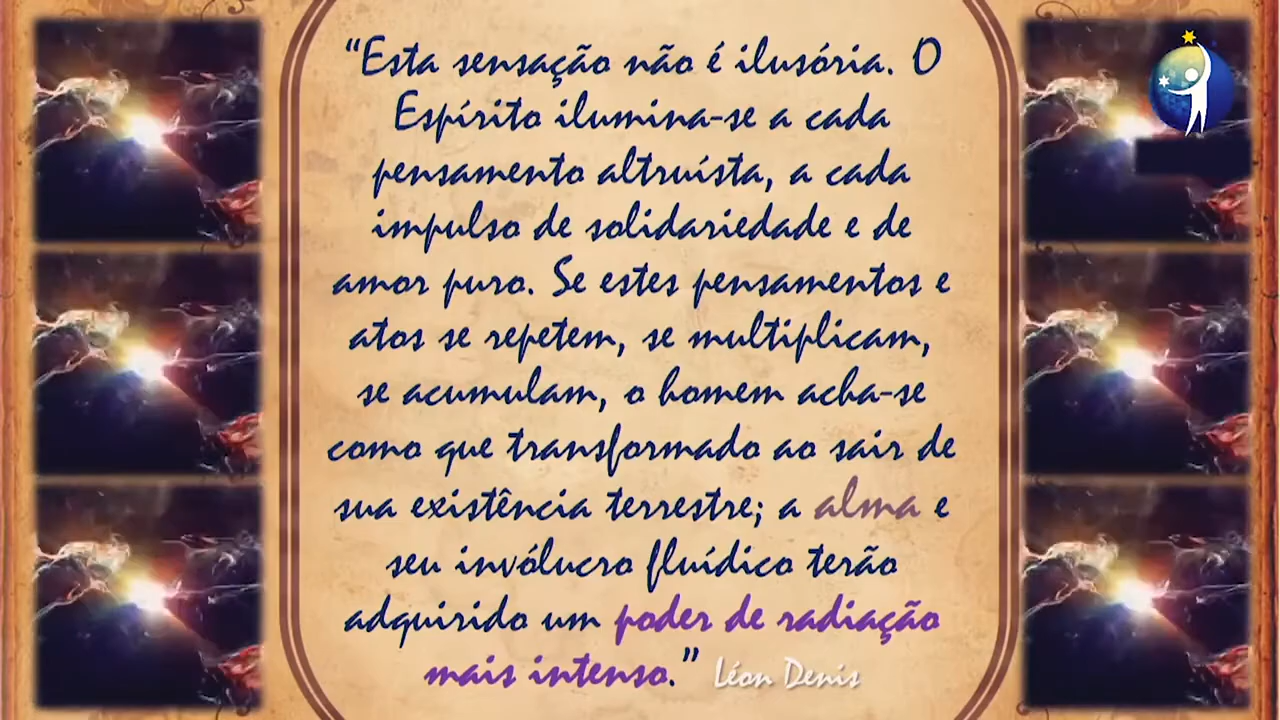 “Esta sensação não é ilusória. O
Espírito ilumina-se a cada
pensamento altruísta, a cada
impulso de solidariedade e de
amor puro. Se estes pensamentos e
atos se repetem, se multiplicam,
se acumulam, o homem acha-se
como que transformado ao sair de
sua existência terrestre; a alma e
seu invólucro fluídico terão
adquirido um poder de radiação
mais intenso.” Léon Denis